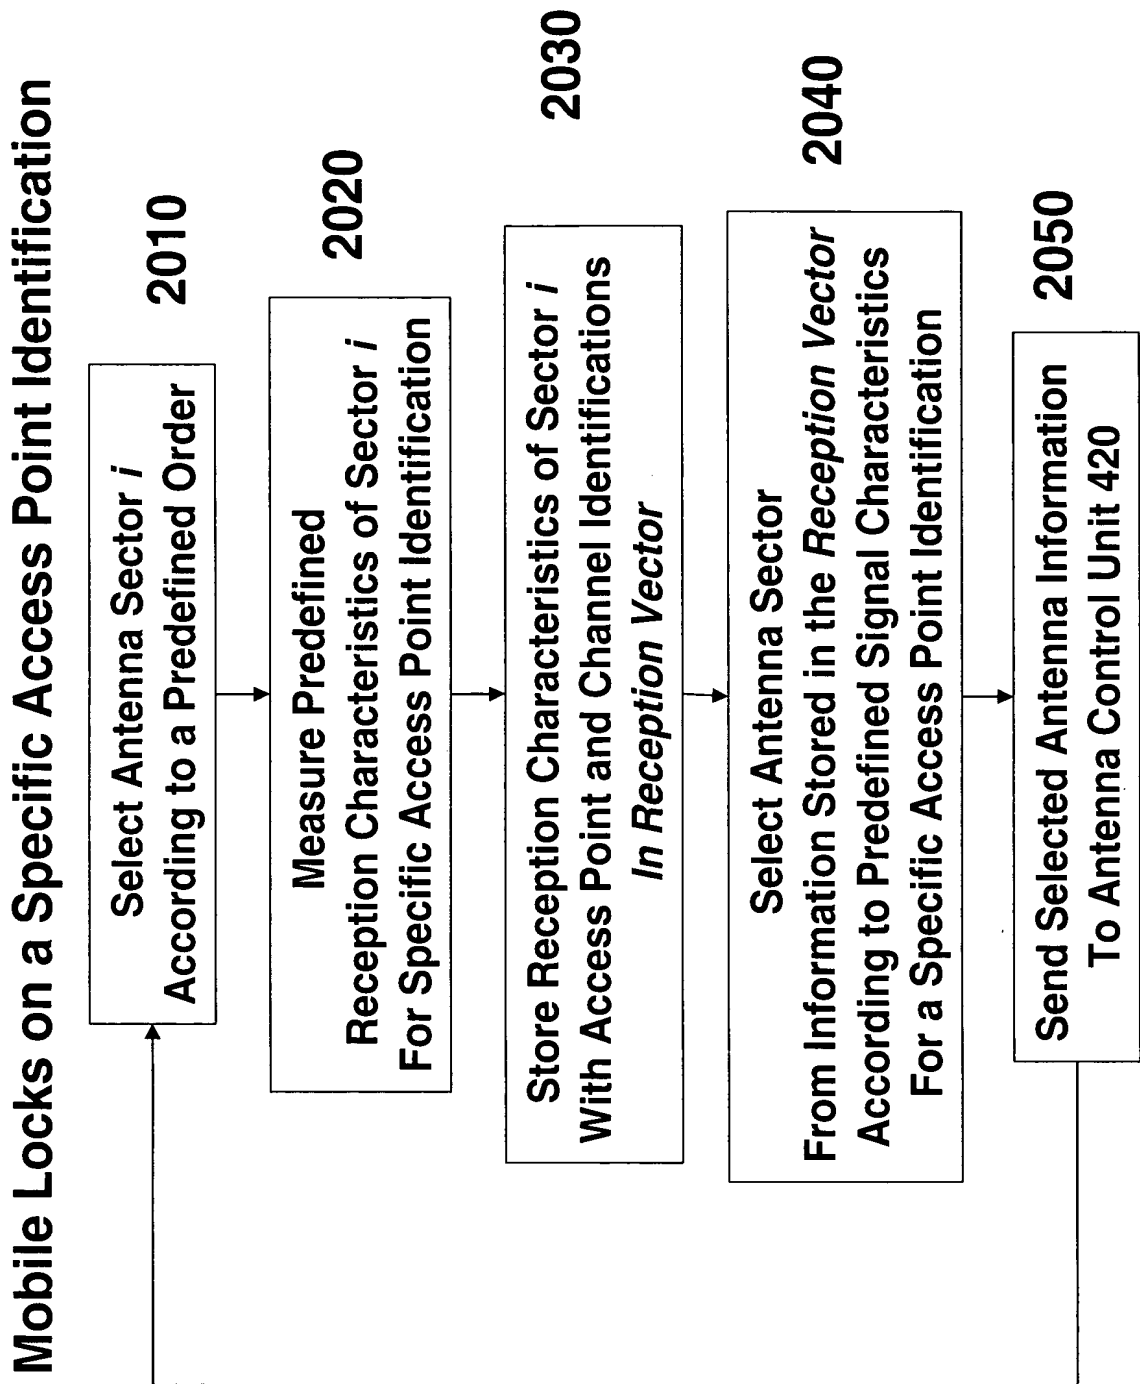 Mobile Locks on a Specific Access Point Identification
2010
Select Antenna Sector i
According to a Predefined Order
2020
Measure Predefined
Reception Characteristics of Sector i
For Specific Access Point Identification
2030
Store Reception Characteristics of Sector i
With Access Point and Channel Identifications
In Reception Vector
2040
Select Antenna Sector
From Information Stored in the Reception Vector
According to Predefined Signal Characteristics
For a Specific Access Point Identification
2050
Send Selected Antenna Information
To Antenna Control Unit 420